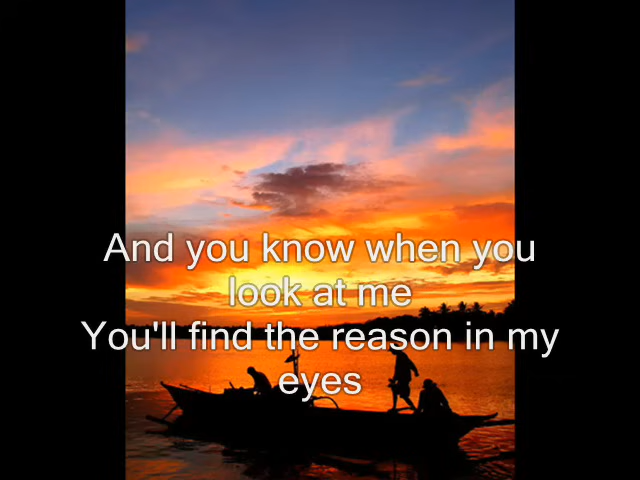 And you know when you
look at me
You'll find the reason in my
eyes